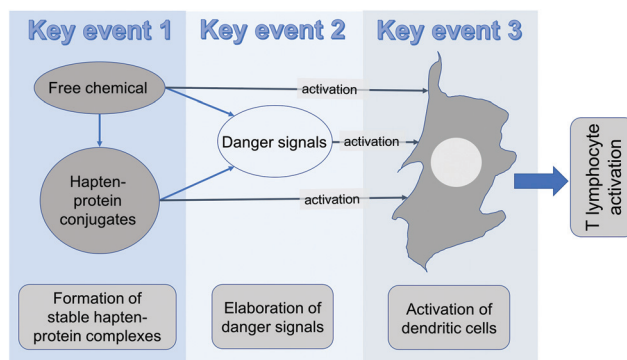 Key event 1
Key event 2
Key event 3
Free chemical
activation
Danger signals
activation
Hapten-
protein
conjugates
activation
T lymphocyte
activation
Formation of
stable hapten-
protein complexes
Elaboration of
danger signals
Activation of
dendritic cells